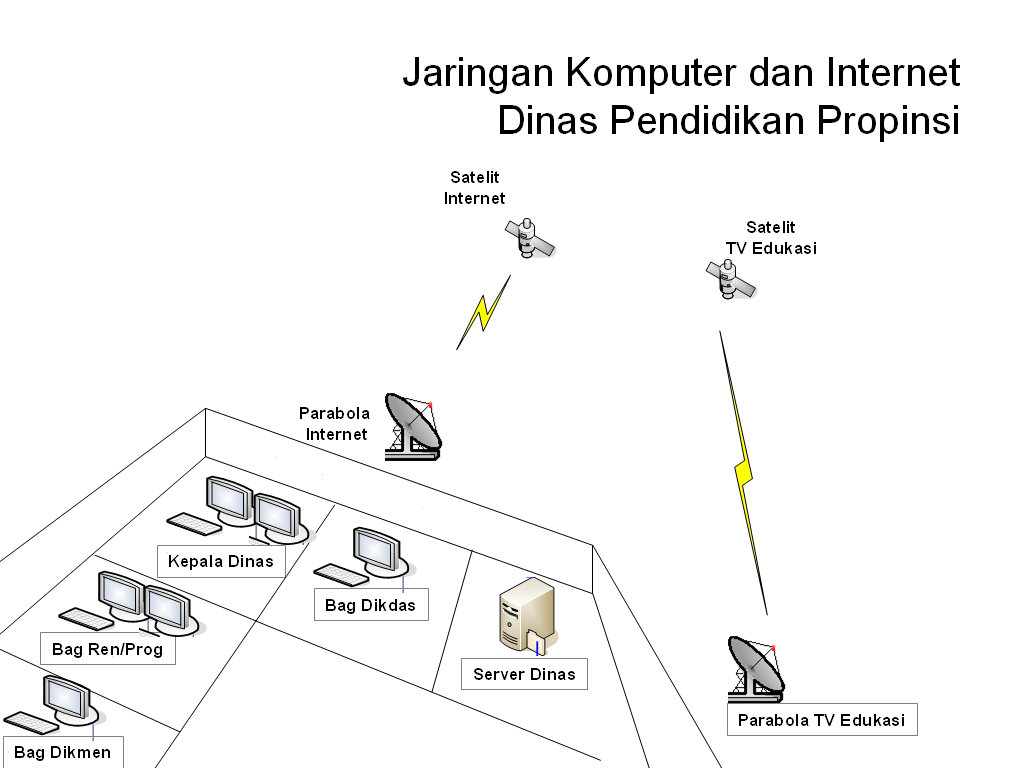 Jaringan Komputer dan Internet
Dinas Pendidikan Propinsi
Satelit
Internet
Satelit
TV Edukasi
Parabola
Internet
Kepala Dinas
Bag Dikdas
Bag Ren/Prog
Server Dinas
Parabola TV Edukasi
Bag Dikmen